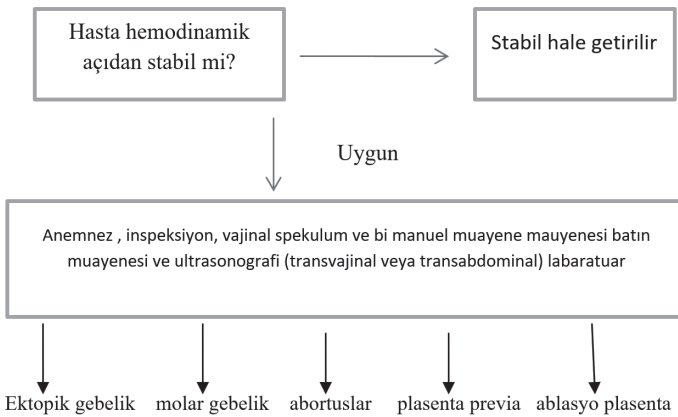 Hasta hemodinamik
açıdan stabil mi?
Stabil hale getirilir
Uygun
Anemnez , inspeksiyon, vajinal spekulum ve bi manuel muayene mauyenesi batın
muayenesi ve ultrasonografi (transvajinal veya transabdominal) labaratuar
Ektopik gebelik molar gebelik abortuslar plasenta previa ablasyo plasenta